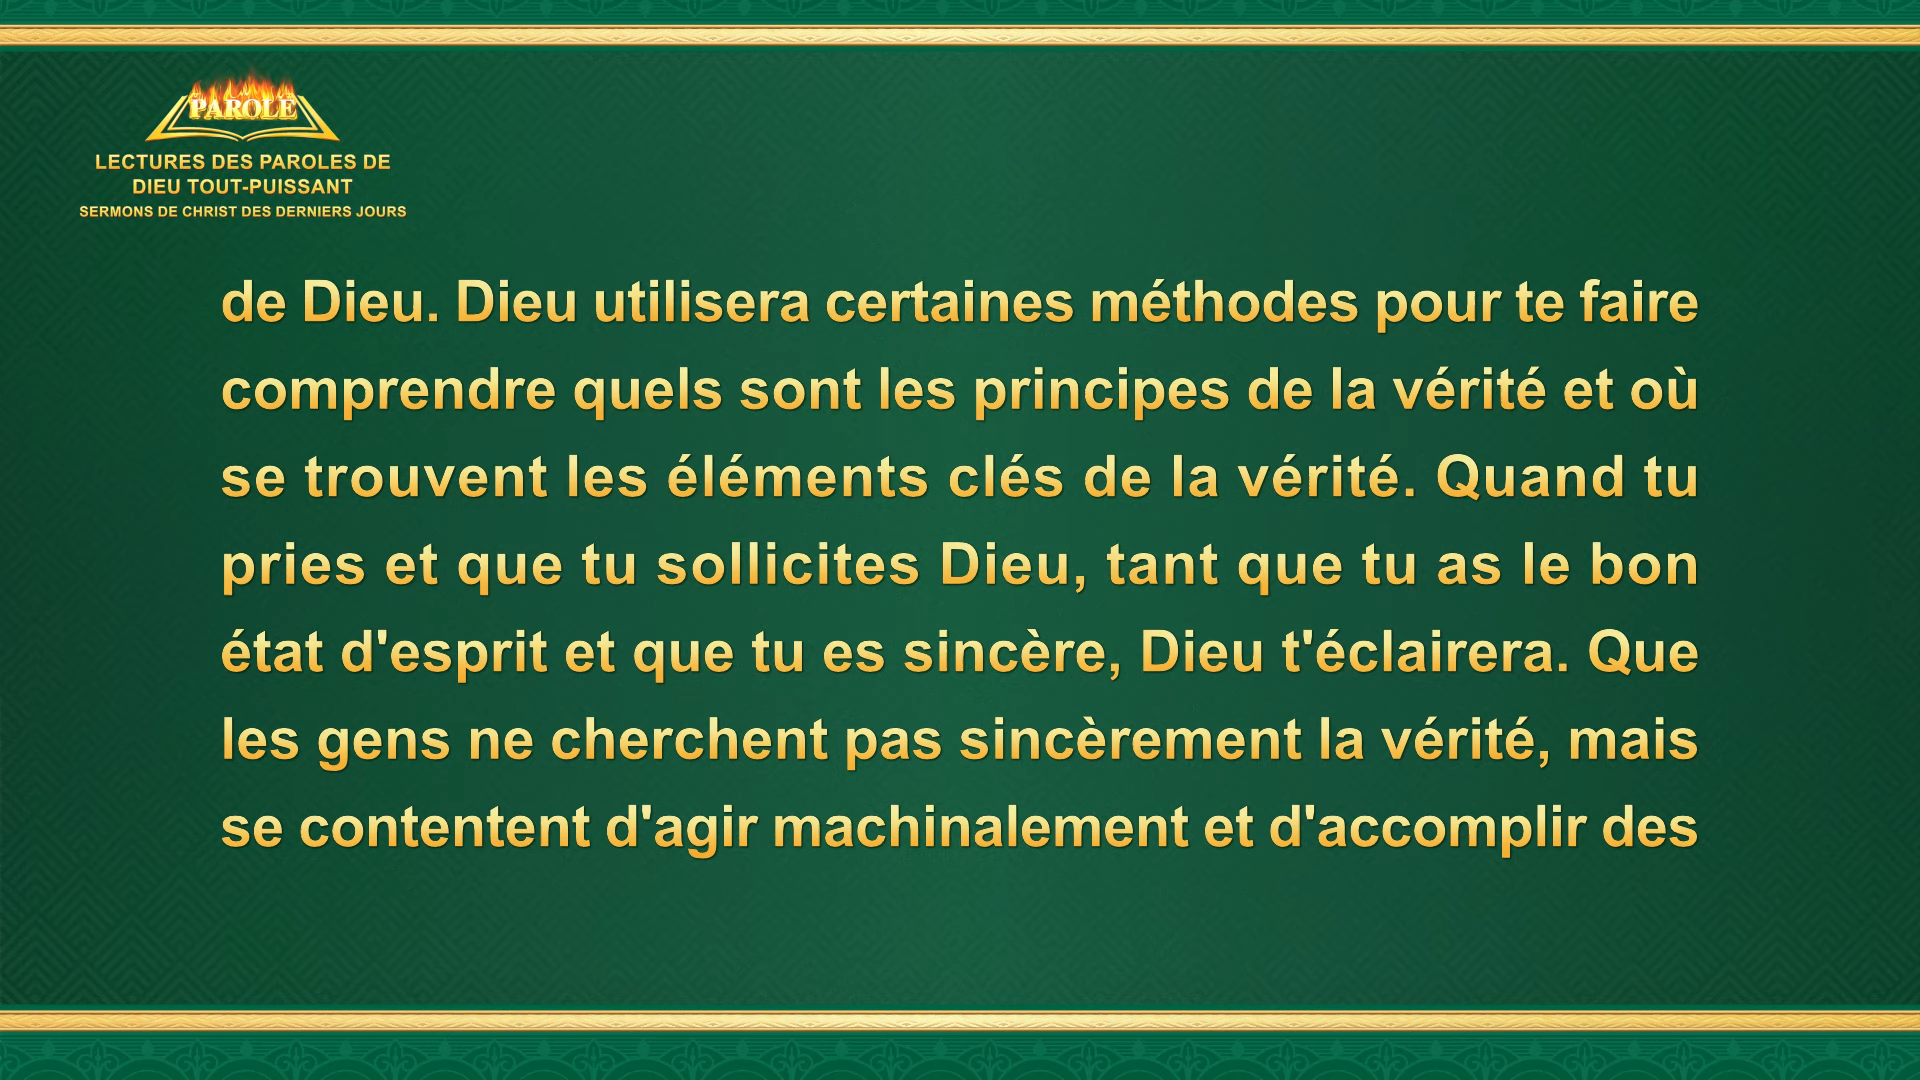 PAROLE
LECTURES DES PAROLES DE
DIEU TOUT-PUISSANT
SERMONS DE CHRIST DES DERNIERS JOURS
de Dieu. Dieu utilisera certaines méthodes pour te faire
comprendre quels sont les principes de la vérité et où
se trouvent les éléments clés de la vérité. Quand tu
pries et que tu sollicites Dieu, tant que tu as le bon
état d'esprit et que tu es sincère, Dieu t'éclairera. Que
les gens ne cherchent pas sincèrement la vérité, mais
se contentent d'agir machinalement et d'accomplir des